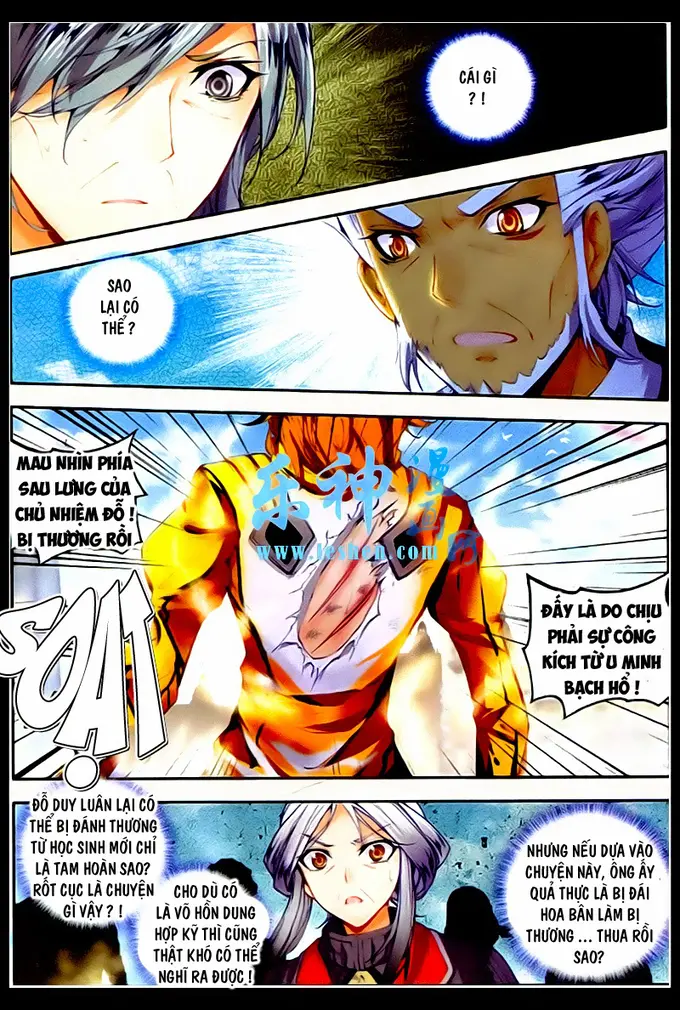 CÁI GÌ
?!
SAO
LẠI CÓ
THỂ?
MAU NHÌN PHÍA
SAU LƯNG CỦA
CHỦ NHIỆM ĐỖ!
BỊ THƯƠNG RỒI
乐神漫画
www.leshen.com
ĐẤY LÀ DO CHỊU
PHẢI SỰ CÔNG
KÍCH TỪ U MINH
BẠCH HỔ!
SOẠT
ĐỖ DUY LUÂN LẠI CÓ
THỂ BỊ ĐÁNH THƯƠNG
TỪ HỌC SINH MỚI CHỈ
LÀ TAM HOÀN SAO?
RỐT CỤC LÀ CHUYỆN
GÌ VẬY?!
CHO DÙ CÓ
LÀ VÕ HỒN DUNG
HỢP KỸ THÌ CŨNG
THẬT KHÓ CÓ THỂ
NGHĨ RA ĐƯỢC!
NHƯNG NẾU DƯA VÀO
CHUYỆN NÀY, ÔNG ẤY
QUẢ THỰC LÀ BỊ ĐÁI
HOA BÂN LÀM BỊ
THƯƠNG ... THUA RỒI
SAO?